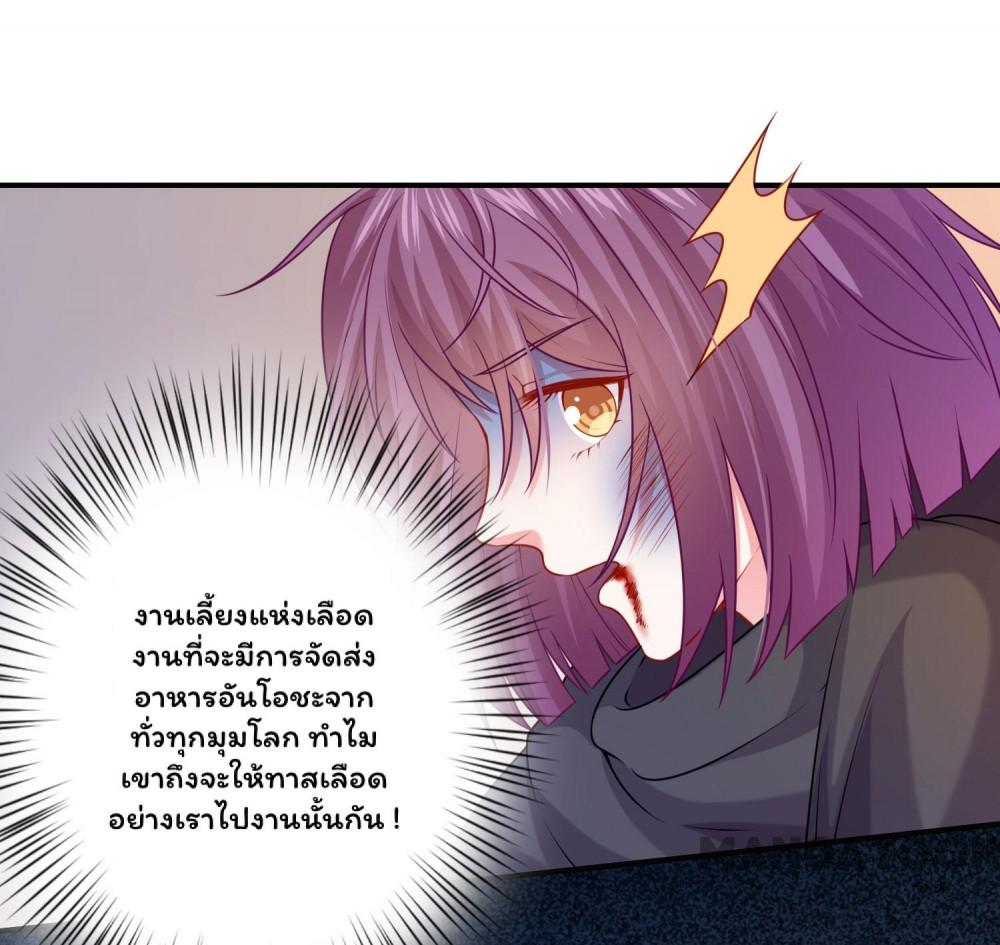 งานเลี้ยงแห่งเลือด
งานที่จะมีการจัดส่ง
อาหารอันโอชะจาก
ทั่วทุกมุมโลก ทำไม
เขาถึงจะให้ทาสเลือด
อย่างเราไปงานนั้นกัน !
MANGA